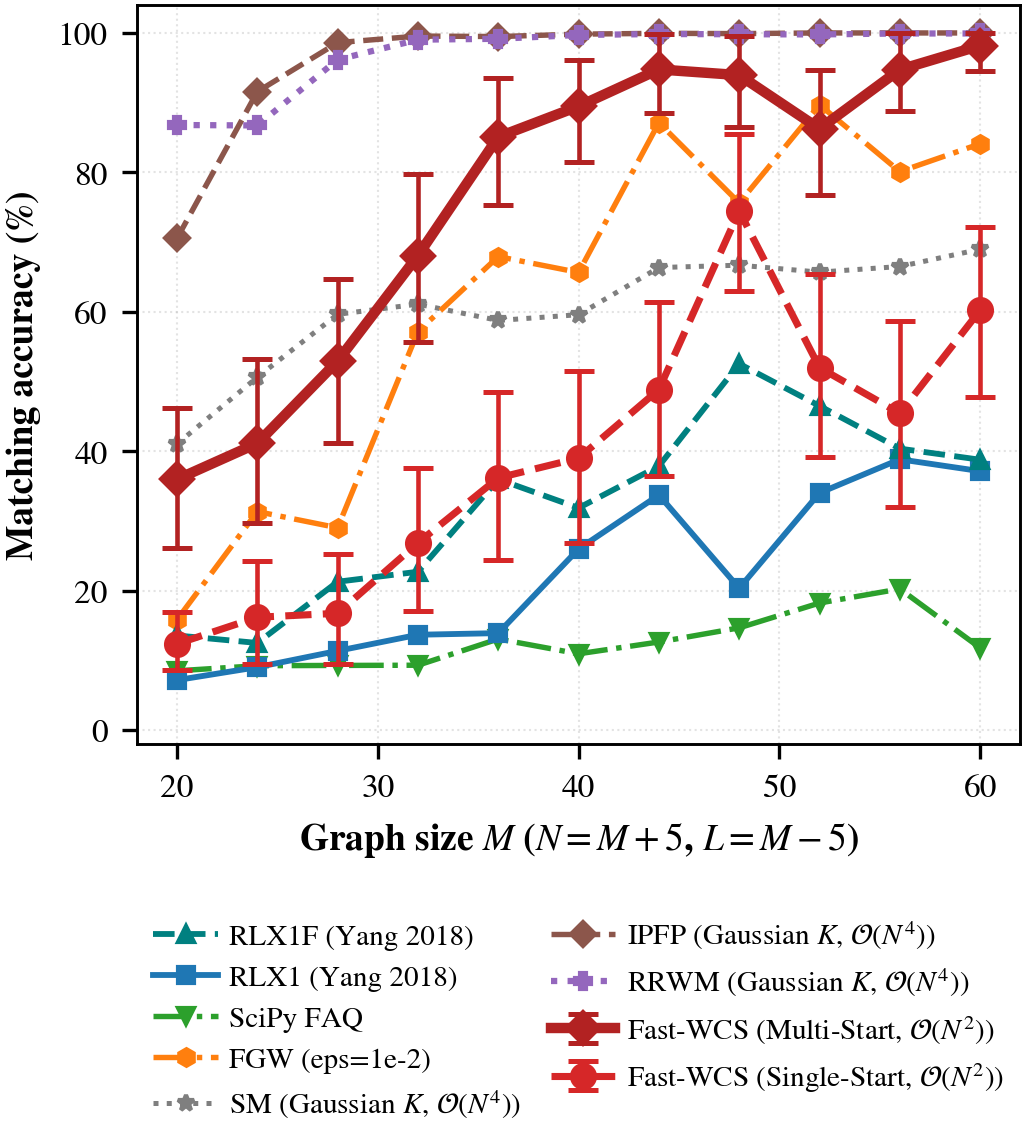 Matching accuracy (%)
100
80
60
40
20
0
20 30 40 50 60
Graph size M (N=M+5, L=M−5)
RLX1F (Yang 2018)
RLX1 (Yang 2018)
SciPy FAQ
FGW (eps=1e-2)
SM (Gaussian K, 𝒪(N⁴))
IPFP (Gaussian K, 𝒪(N⁴))
RRWM (Gaussian K, 𝒪(N⁴))
Fast-WCS (Multi-Start, 𝒪(N²))
Fast-WCS (Single-Start, 𝒪(N²))